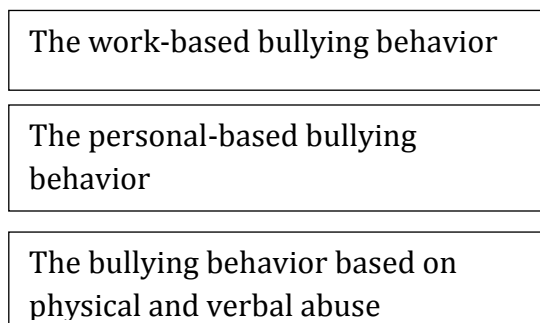 The work-based bullying behavior
The personal-based bullying
behavior
The bullying behavior based on
physical and verbal abuse